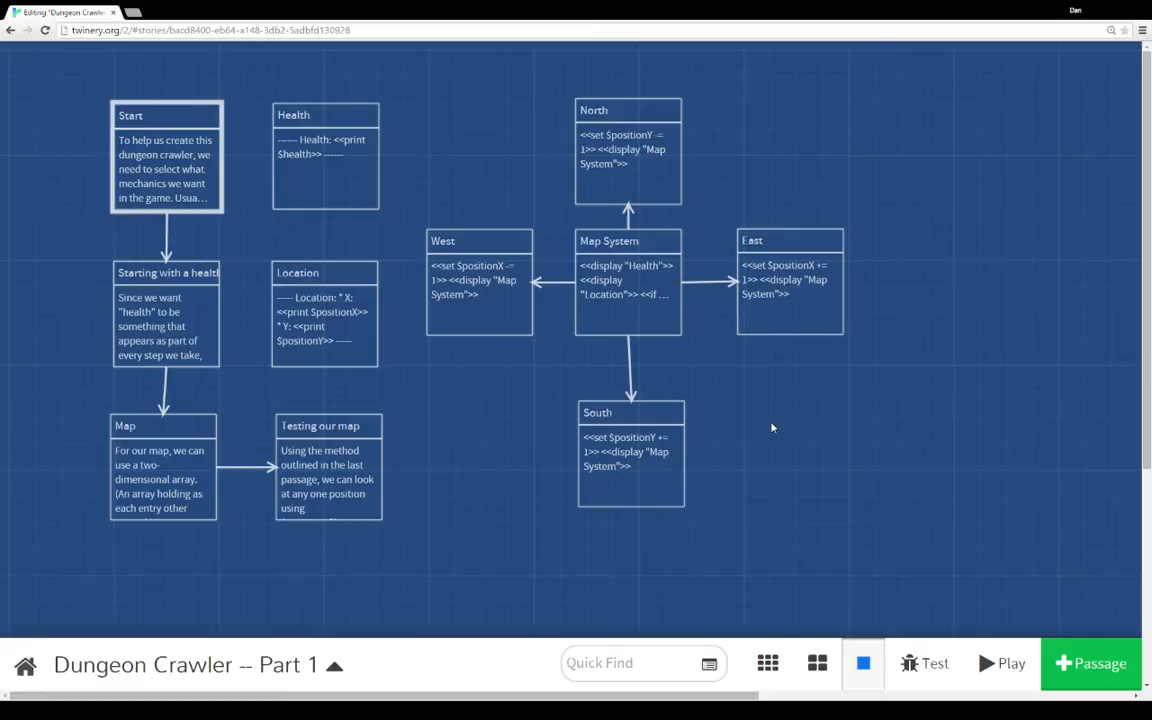 Editing "Dungeon Crawler
Dan
twinery.org/2/#stories/bacd8400-eb64-a148-3db2-5adbfd130928
Start
To help us create this
dungeon crawler, we
need to select what
mechanics we want
in the game. Usua...
Health
------ Health: <<print
$health>> ------
North
<<set $positionY -=
1>> <<display "Map
System">>
West
<<set $positionX -=
1>> <<display "Map
System">>
Map System
<<display "Health">>
<<display
"Location">> <<if ...
East
<<set $positionX +=
1>> <<display "Map
System">>
Starting with a health
Since we want
"health" to be
something that
appears as part of
every step we take,
Location
----- Location: * X:
<<print $positionX>>
* Y: <<print
$positionY>> -----
South
<<set $positionY +=
1>> <<display "Map
System">>
Map
For our map, we can
use a two-
dimensional array.
(An array holding as
each entry other
Testing our map
Using the method
outlined in the last
passage, we can look
at any one position
using
Dungeon Crawler -- Part 1
Quick Find
Test
Play
+Passage